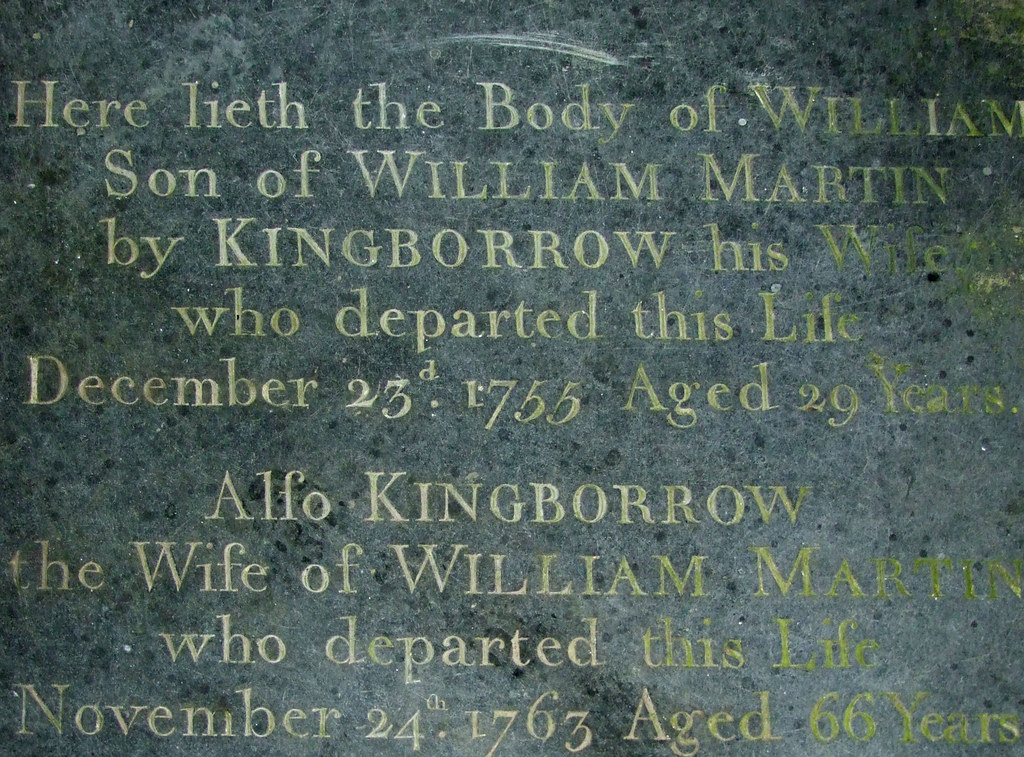 Here lieth the Body of WILLIAM
Son of WILLIAM MARTIN
by KINGBORROW his Wife
who departed this Life
December 23d. 1755 Aged 29 Years.
Alſo KINGBORROW
the Wife of WILLIAM MARTIN
who departed this Life
November 24th. 1763 Aged 66 Years